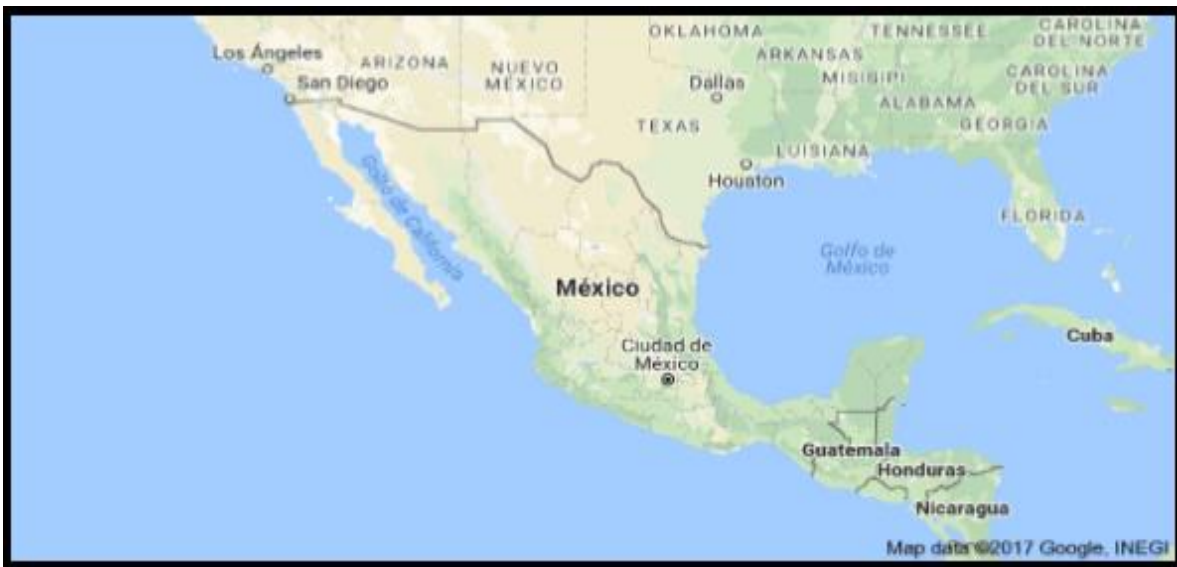 OKLAHOMA
TENNESSEE
CAROLINA
DEL NORTE
Los Ángeles
ARIZONA
NUEVO
MÉXICO
ARKANSAS
San Diego
Dallas
MISISIPI
CAROLINA
DEL SUR
ALABAMA
TEXAS
GEORGIA
LUISIANA
Houston
Golfo de California
FLORIDA
Golfo de
México
México
Cuba
Ciudad de
México
Guatemala
Honduras
Nicaragua
Map data ©2017 Google, INEGI